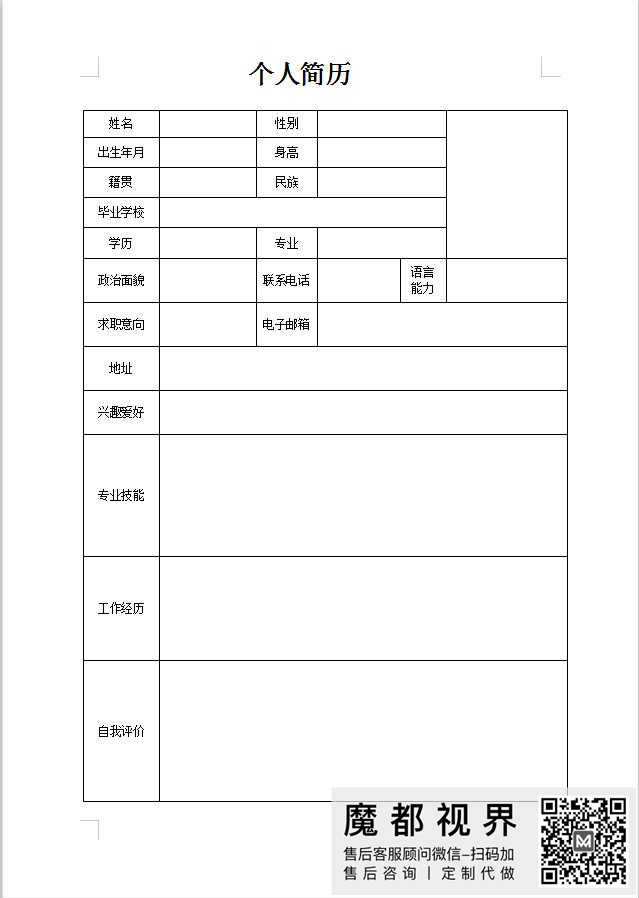 个人简历
姓名 性别
出生年月 身高
籍贯 民族
毕业学校
学历 专业
政治面貌 联系电话 语言
能力
求职意向 电子邮箱
地址
兴趣爱好
专业技能
工作经历
自我评价
魔都视界
售后客服顾问微信–扫码加
售后咨询 | 定制代做